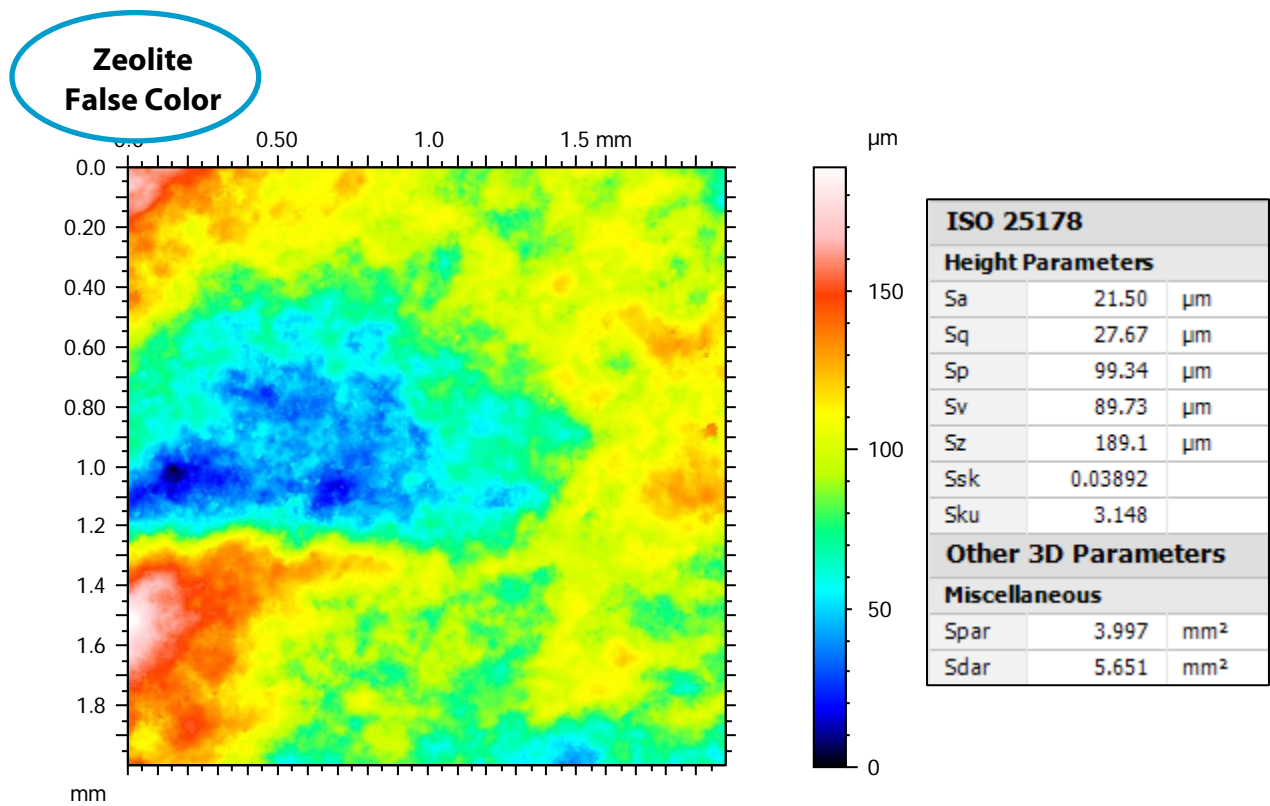 Zeolite
False Color
0.50 1.0 1.5 mm
µm
0.0
0.20
0.40
0.60
0.80
1.0
1.2
1.4
1.6
1.8
mm
150
100
50
0
ISO 25178
Height Parameters
Sa 21.50 µm
Sq 27.67 µm
Sp 99.34 µm
Sv 89.73 µm
Sz 189.1 µm
Ssk 0.03892
Sku 3.148
Other 3D Parameters
Miscellaneous
Spar 3.997 mm²
Sdar 5.651 mm²